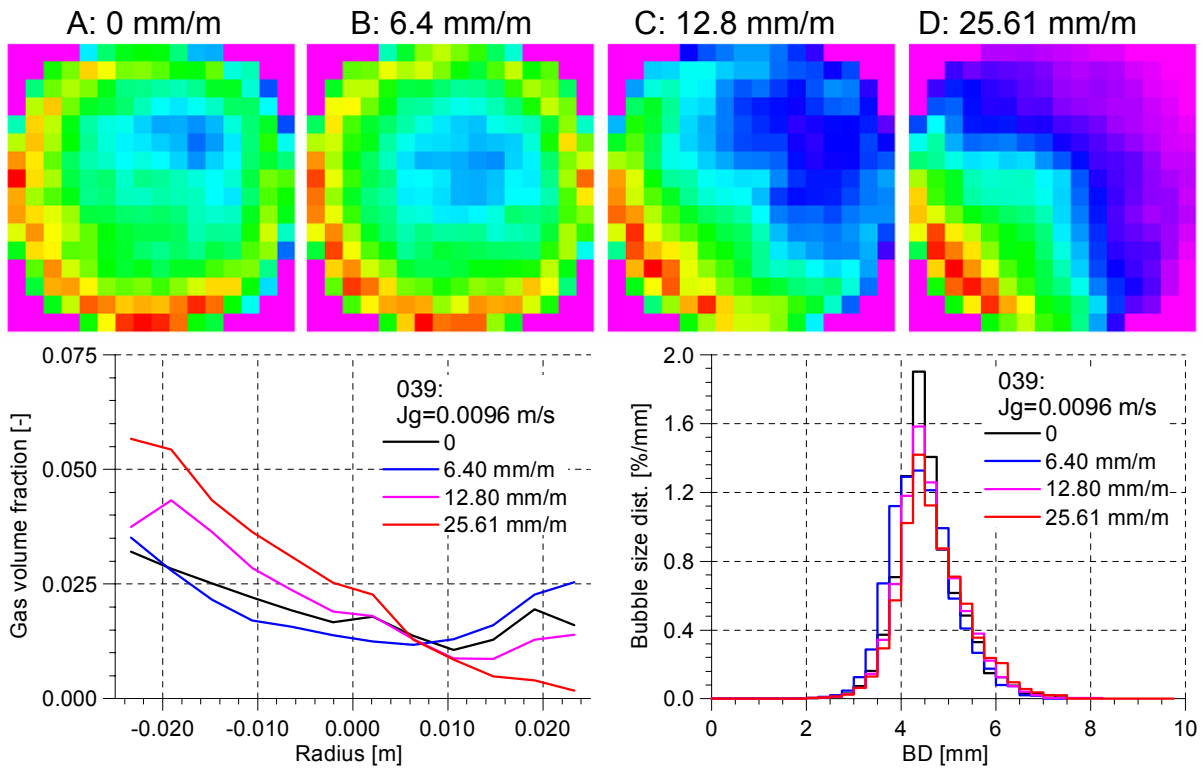 A: 0 mm/m
B: 6.4 mm/m
C: 12.8 mm/m
D: 25.61 mm/m
0.075
0.050
0.025
0.000
Gas volume fraction [-]
039:
Jg=0.0096 m/s
0
6.40 mm/m
12.80 mm/m
25.61 mm/m
-0.020
-0.010
0.000
0.010
0.020
Radius [m]
2.0
1.6
1.2
0.8
0.4
0.0
Bubble size dist. [%/mm]
039:
Jg=0.0096 m/s
0
6.40 mm/m
12.80 mm/m
25.61 mm/m
0
2
4
6
8
10
BD [mm]